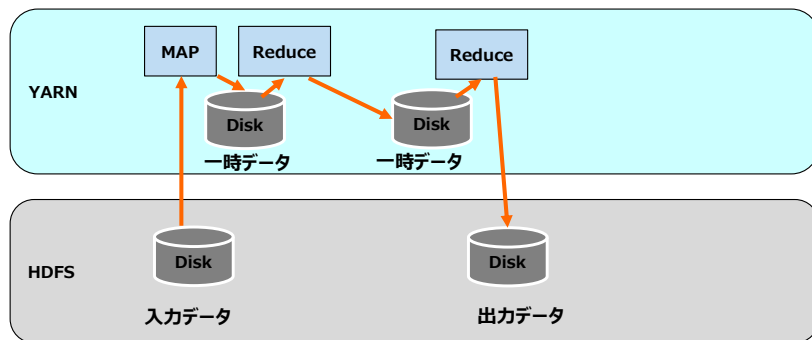 MAP
Reduce
Reduce
YARN
Disk
Disk
一時データ
一時データ
Disk
Disk
HDFS
入力データ
出力データ